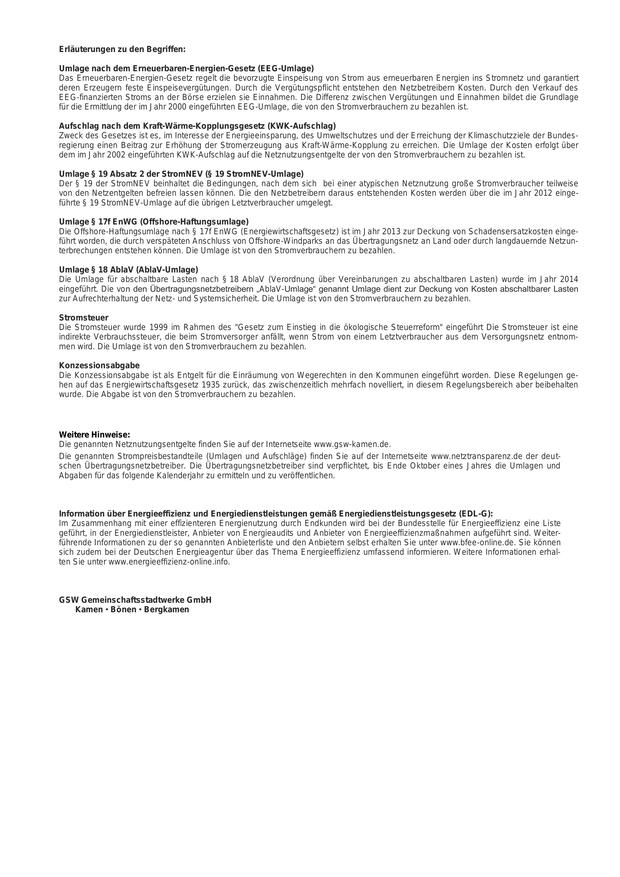 Erläuterungen zu den Begriffen:
Umlage nach dem Erneuerbaren-Energien-Gesetz (EEG-Umlage)
Das Erneuerbaren-Energien-Gesetz regelt die bevorzugte Einspeisung von Strom aus erneuerbaren Energien ins Stromnetz und garantiert
deren Erzeugern feste Einspeisevergütungen. Durch die Vergütungspflicht entstehen den Netzbetreibern Kosten. Durch den Verkauf des
EEG-finanzierten Stroms an der Börse erzielen sie Einnahmen. Die Differenz zwischen Vergütungen und Einnahmen bildet die Grundlage
für die Ermittlung der im Jahr 2000 eingeführten EEG-Umlage, die von den Stromverbrauchern zu bezahlen ist.
Aufschlag nach dem Kraft-Wärme-Kopplungsgesetz (KWK-Aufschlag)
Zweck des Gesetzes ist es, im Interesse der Energieeinsparung, des Umweltschutzes und der Erreichung der Klimaschutzziele der Bundes-
regierung einen Beitrag zur Erhöhung der Stromerzeugung aus Kraft-Wärme-Kopplung zu erreichen. Die Umlage der Kosten erfolgt über
dem im Jahr 2002 eingeführten KWK-Aufschlag auf die Netznutzungsentgelte der von den Stromverbrauchern zu bezahlen ist.
Umlage § 19 Absatz 2 der StromNEV (§ 19 StromNEV-Umlage)
Der § 19 der StromNEV beinhaltet die Bedingungen, nach dem sich bei einer atypischen Netznutzung große Stromverbraucher teilweise
von den Netzentgelten befreien lassen können. Die den Netzbetreibern daraus entstehenden Kosten werden über die im Jahr 2012 einge-
führte § 19 StromNEV-Umlage auf die übrigen Letztverbraucher umgelegt.
Umlage § 17f EnWG (Offshore-Haftungsumlage)
Die Offshore-Haftungsumlage nach § 17f EnWG (Energiewirtschaftsgesetz) ist im Jahr 2013 zur Deckung von Schadensersatzkosten einge-
führt worden, die durch verspäteten Anschluss von Offshore-Windparks an das Übertragungsnetz an Land oder durch langdauernde Netzun-
terbrechungen entstehen können. Die Umlage ist von den Stromverbrauchern zu bezahlen.
Umlage § 18 AblaV (AblaV-Umlage)
Die Umlage für abschaltbare Lasten nach § 18 AblaV (Verordnung über Vereinbarungen zu abschaltbaren Lasten) wurde im Jahr 2014
eingeführt. Die von den Übertragungsnetzbetreibern „AblaV-Umlage“ genannt Umlage dient zur Deckung von Kosten abschaltbarer Lasten
zur Aufrechterhaltung der Netz- und Systemsicherheit. Die Umlage ist von den Stromverbrauchern zu bezahlen.
Stromsteuer
Die Stromsteuer wurde 1999 im Rahmen des "Gesetz zum Einstieg in die ökologische Steuerreform" eingeführt Die Stromsteuer ist eine
indirekte Verbrauchssteuer, die beim Stromversorger anfällt, wenn Strom von einem Letztverbraucher aus dem Versorgungsnetz entnom-
men wird. Die Umlage ist von den Stromverbrauchern zu bezahlen.
Konzessionsabgabe
Die Konzessionsabgabe ist als Entgelt für die Einräumung von Wegerechten in den Kommunen eingeführt worden. Diese Regelungen ge-
hen auf das Energiewirtschaftsgesetz 1935 zurück, das zwischenzeitlich mehrfach novelliert, in diesem Regelungsbereich aber beibehalten
wurde. Die Abgabe ist von den Stromverbrauchern zu bezahlen.
Weitere Hinweise:
Die genannten Netznutzungsentgelte finden Sie auf der Internetseite www.gsw-kamen.de.
Die genannten Strompreisbestandteile (Umlagen und Aufschläge) finden Sie auf der Internetseite www.netztransparenz.de der deut-
schen Übertragungsnetzbetreiber. Die Übertragungsnetzbetreiber sind verpflichtet, bis Ende Oktober eines Jahres die Umlagen und
Abgaben für das folgende Kalenderjahr zu ermitteln und zu veröffentlichen.
Information über Energieeffizienz und Energiedienstleistungen gemäß Energiedienstleistungsgesetz (EDL-G):
Im Zusammenhang mit einer effizienteren Energienutzung durch Endkunden wird bei der Bundesstelle für Energieeffizienz eine Liste
geführt, in der Energiedienstleister, Anbieter von Energieaudits und Anbieter von Energieeffizienzmaßnahmen aufgeführt sind. Weiter-
führende Informationen zu der so genannten Anbieterliste und den Anbietern selbst erhalten Sie unter www.bfee-online.de. Sie können
sich zudem bei der Deutschen Energieagentur über das Thema Energieeffizienz umfassend informieren. Weitere Informationen erhal-
ten Sie unter www.energieeffizienz-online.info.
GSW Gemeinschaftsstadtwerke GmbH
Kamen • Bönen • Bergkamen